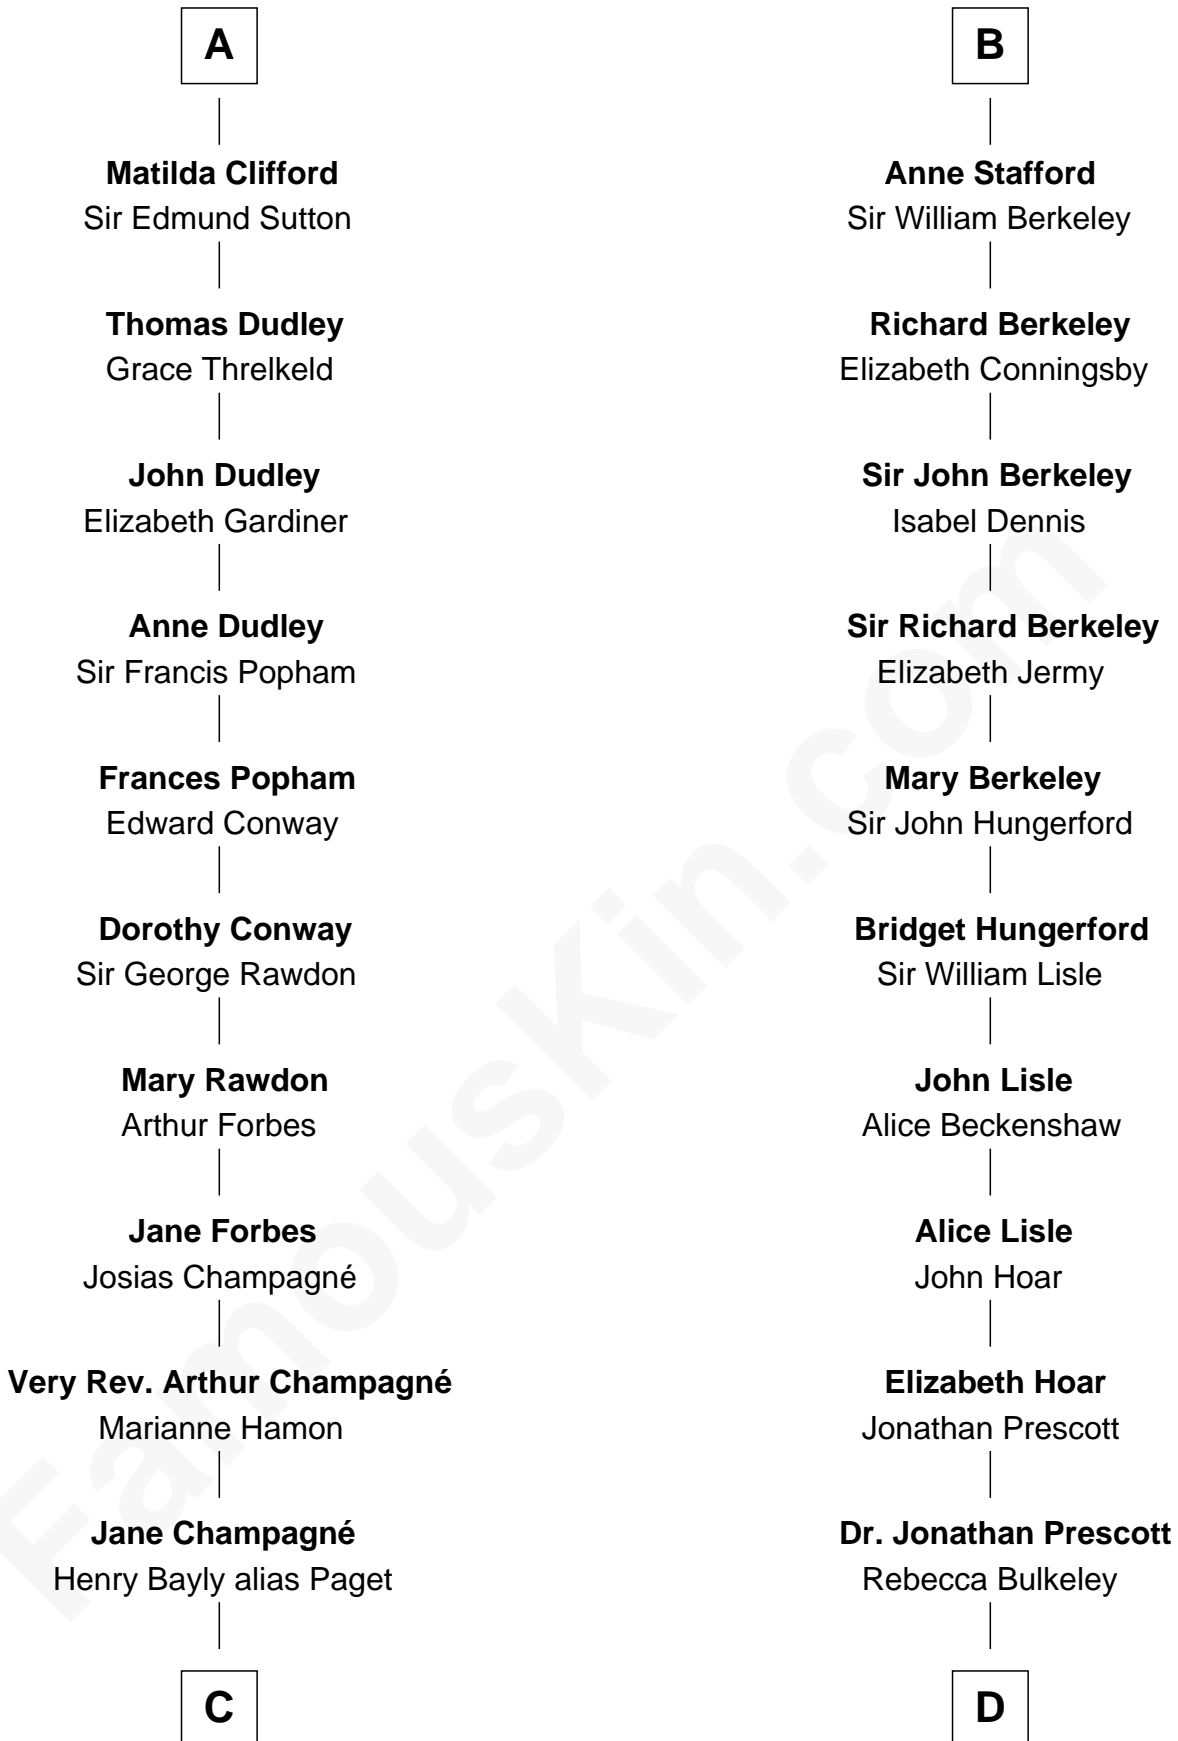 A
Matilda Clifford
Sir Edmund Sutton
Thomas Dudley
Grace Threlkeld
John Dudley
Elizabeth Gardiner
Anne Dudley
Sir Francis Popham
Frances Popham
Edward Conway
Dorothy Conway
Sir George Rawdon
Mary Rawdon
Arthur Forbes
Jane Forbes
Josias Champagné
Very Rev. Arthur Champagné
Marianne Hamon
Jane Champagné
Henry Bayly alias Paget
C
B
Anne Stafford
Sir William Berkeley
Richard Berkeley
Elizabeth Conningsby
Sir John Berkeley
Isabel Dennis
Sir Richard Berkeley
Elizabeth Jermy
Mary Berkeley
Sir John Hungerford
Bridget Hungerford
Sir William Lisle
John Lisle
Alice Beckenshaw
Alice Lisle
John Hoar
Elizabeth Hoar
Jonathan Prescott
Dr. Jonathan Prescott
Rebecca Bulkeley
D
FamousKin.com